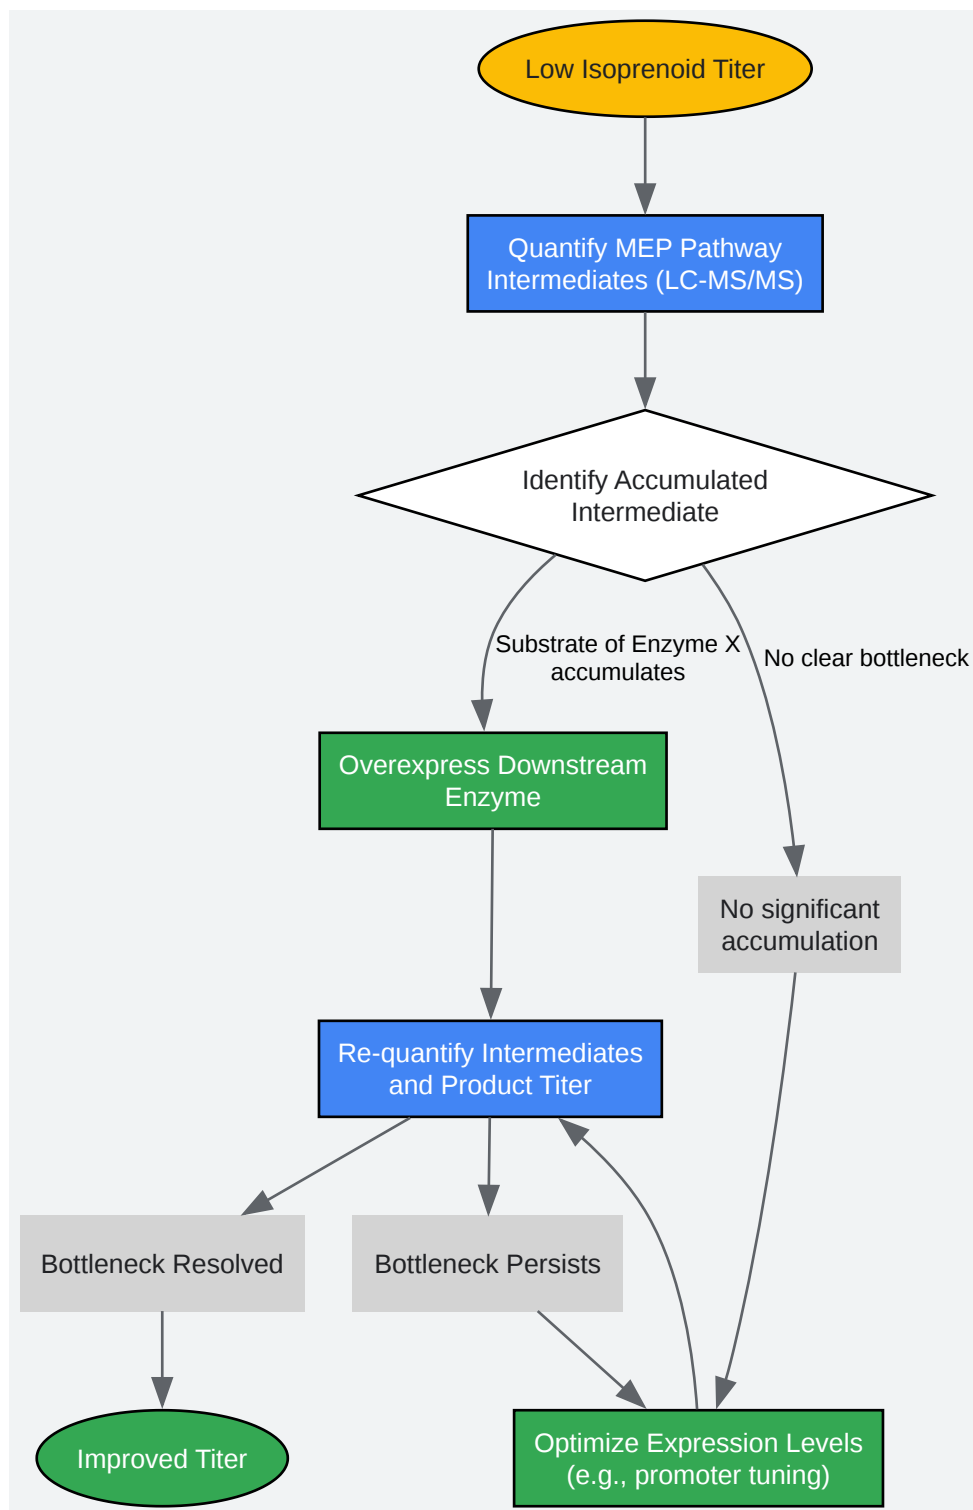 Low Isoprenoid Titer
Quantify MEP Pathway
Intermediates (LC-MS/MS)
Identify Accumulated
Intermediate
Substrate of Enzyme X
accumulates
No clear bottleneck
Overexpress Downstream
Enzyme
No significant
accumulation
Re-quantify Intermediates
and Product Titer
Bottleneck Resolved
Bottleneck Persists
Improved Titer
Optimize Expression Levels
(e.g., promoter tuning)